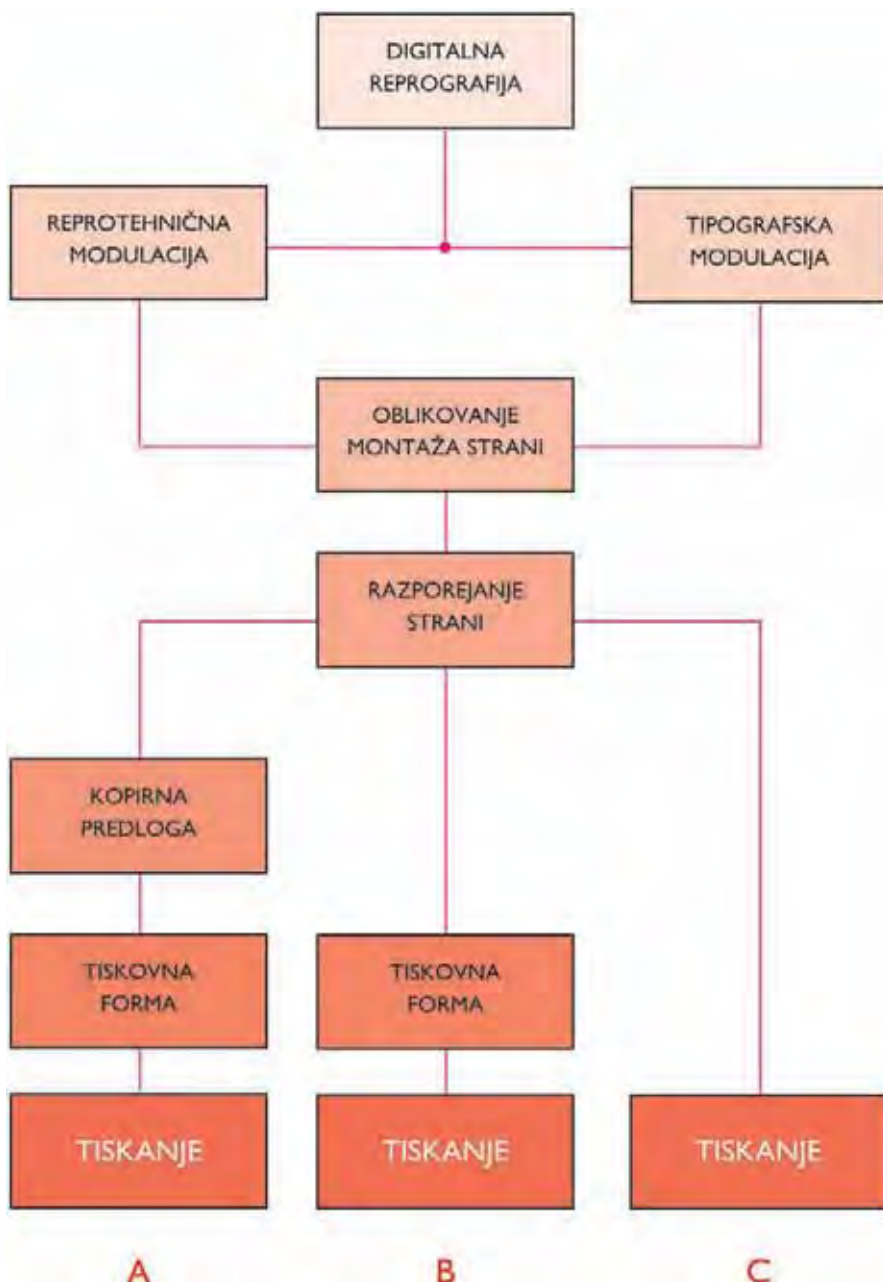 DIGITALNA
REPROGRAFIJA
REPROTEHNIČNA
MODULACIJA
TIPOGRAFSKA
MODULACIJA
OBLIKOVANJE
MONTAŽA STRANI
RAZPOREJANJE
STRANI
KOPIRNA
PREDLOGA
TISKOVNA
FORMA
TISKOVNA
FORMA
TISKANJE
TISKANJE
TISKANJE
A
B
C